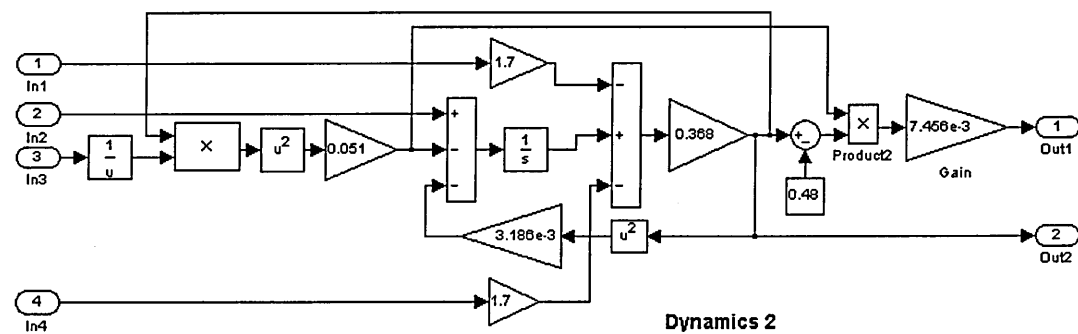 1
In1
1.7
2
In2
3
In3
1
u
×
u²
0.051
+
−
−
1
s
−
+
−
0.368
+
−
0.48
×
Product2
7.456e-3
Gain
1
Out1
3.186e-3
u²
2
Out2
4
In4
1.7
Dynamics 2